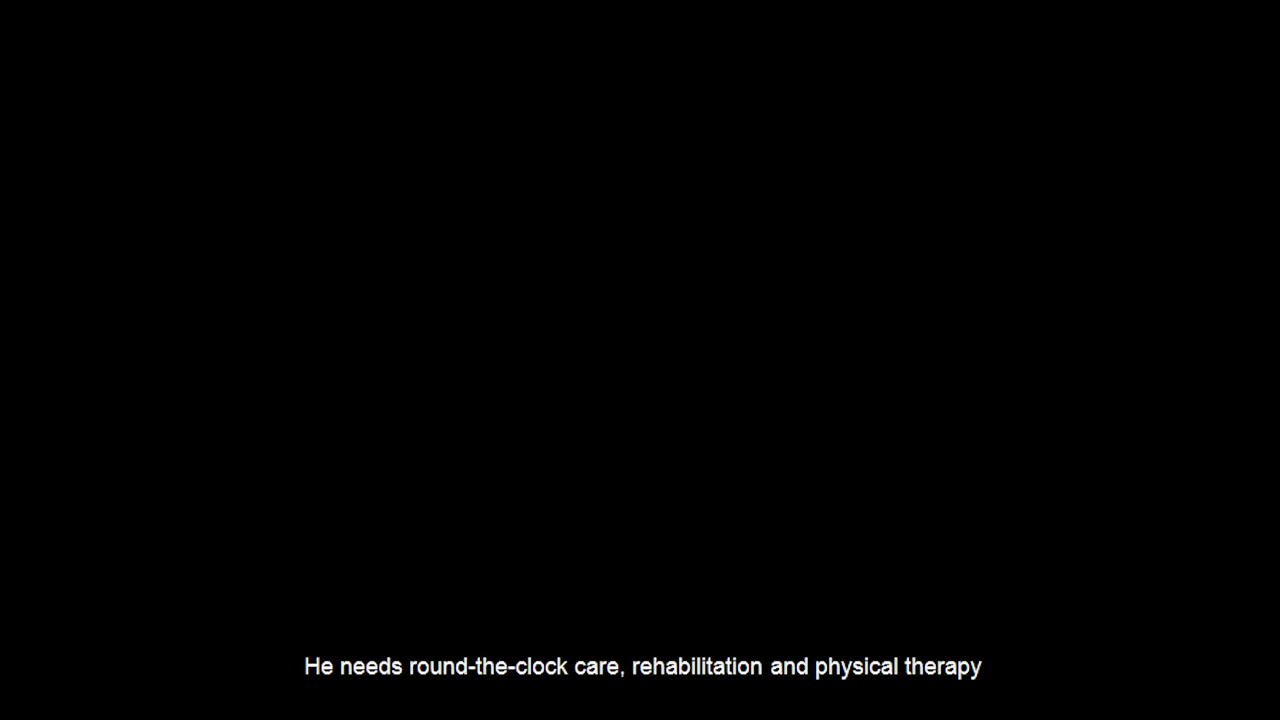 He needs round-the-clock care, rehabilitation and physical therapy